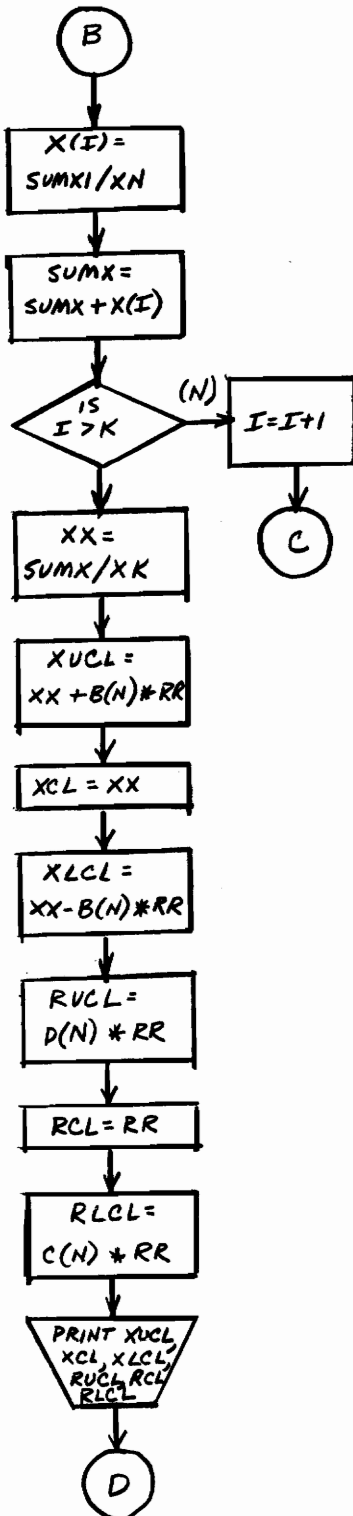 B
X(I)=
SUMX1/XN
SUMX=
SUMX+X(I)
IS
I>K
(N)
I=I+1
C
XX=
SUMX/XK
XUCL=
XX+B(N)*RR
XCL=XX
XLCL=
XX-B(N)*RR
RUCL=
D(N)*RR
RCL=RR
RLCL=
C(N)*RR
PRINT XUCL,
XCL, XLCL,
RUCL, RCL,
RLCL
D